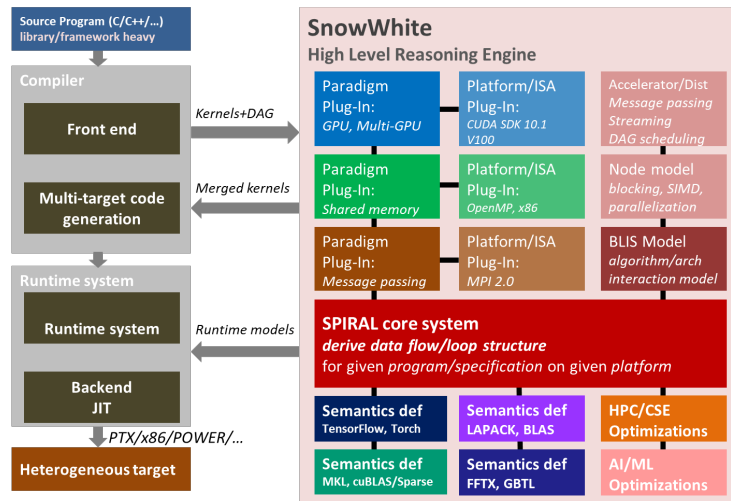 Source Program (C/C++/...)
library/framework heavy
Compiler
Front end
Multi-target code
generation
Runtime system
Runtime system
Backend
JIT
PTX/x86/POWER/...
Heterogeneous target
Kernels+DAG
Merged kernels
Runtime models
SnowWhite
High Level Reasoning Engine
Paradigm
Plug-In:
GPU, Multi-GPU
Platform/ISA
Plug-In:
CUDA SDK 10.1
V100
Accelerator/Dist
Message passing
Streaming
DAG scheduling
Paradigm
Plug-In:
Shared memory
Platform/ISA
Plug-In:
OpenMP, x86
Node model
blocking, SIMD,
parallelization
Paradigm
Plug-In:
Message passing
Platform/ISA
Plug-In:
MPI 2.0
BLIS Model
algorithm/arch
interaction model
SPIRAL core system
derive data flow/loop structure
for given program/specification on given platform
Semantics def
TensorFlow, Torch
Semantics def
LAPACK, BLAS
HPC/CSE
Optimizations
Semantics def
MKL, cuBLAS/Sparse
Semantics def
FFTX, GBTL
AI/ML
Optimizations